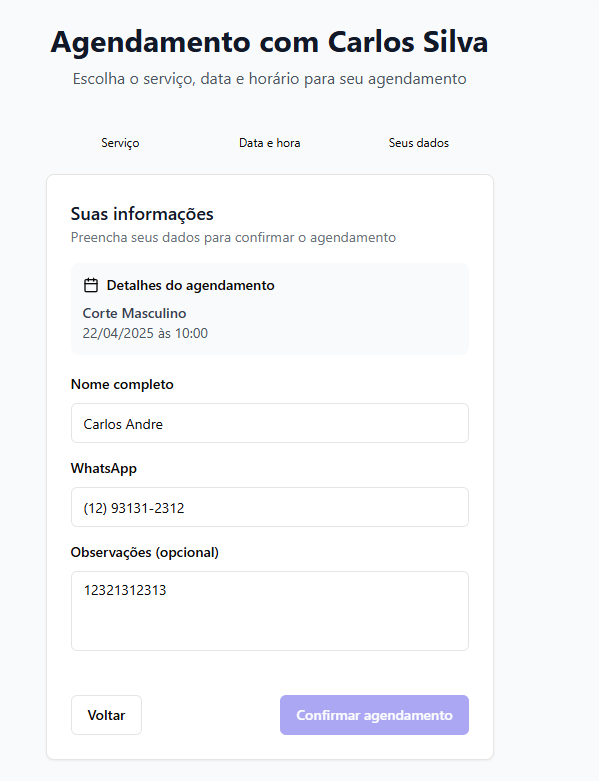 Agendamento com Carlos Silva
Escolha o serviço, data e horário para seu agendamento
Serviço
Data e hora
Seus dados
Suas informações
Preencha seus dados para confirmar o agendamento
Detalhes do agendamento
Corte Masculino
22/04/2025 às 10:00
Nome completo
Carlos Andre
WhatsApp
(12) 93131-2312
Observações (opcional)
12321312313
Voltar
Confirmar agendamento